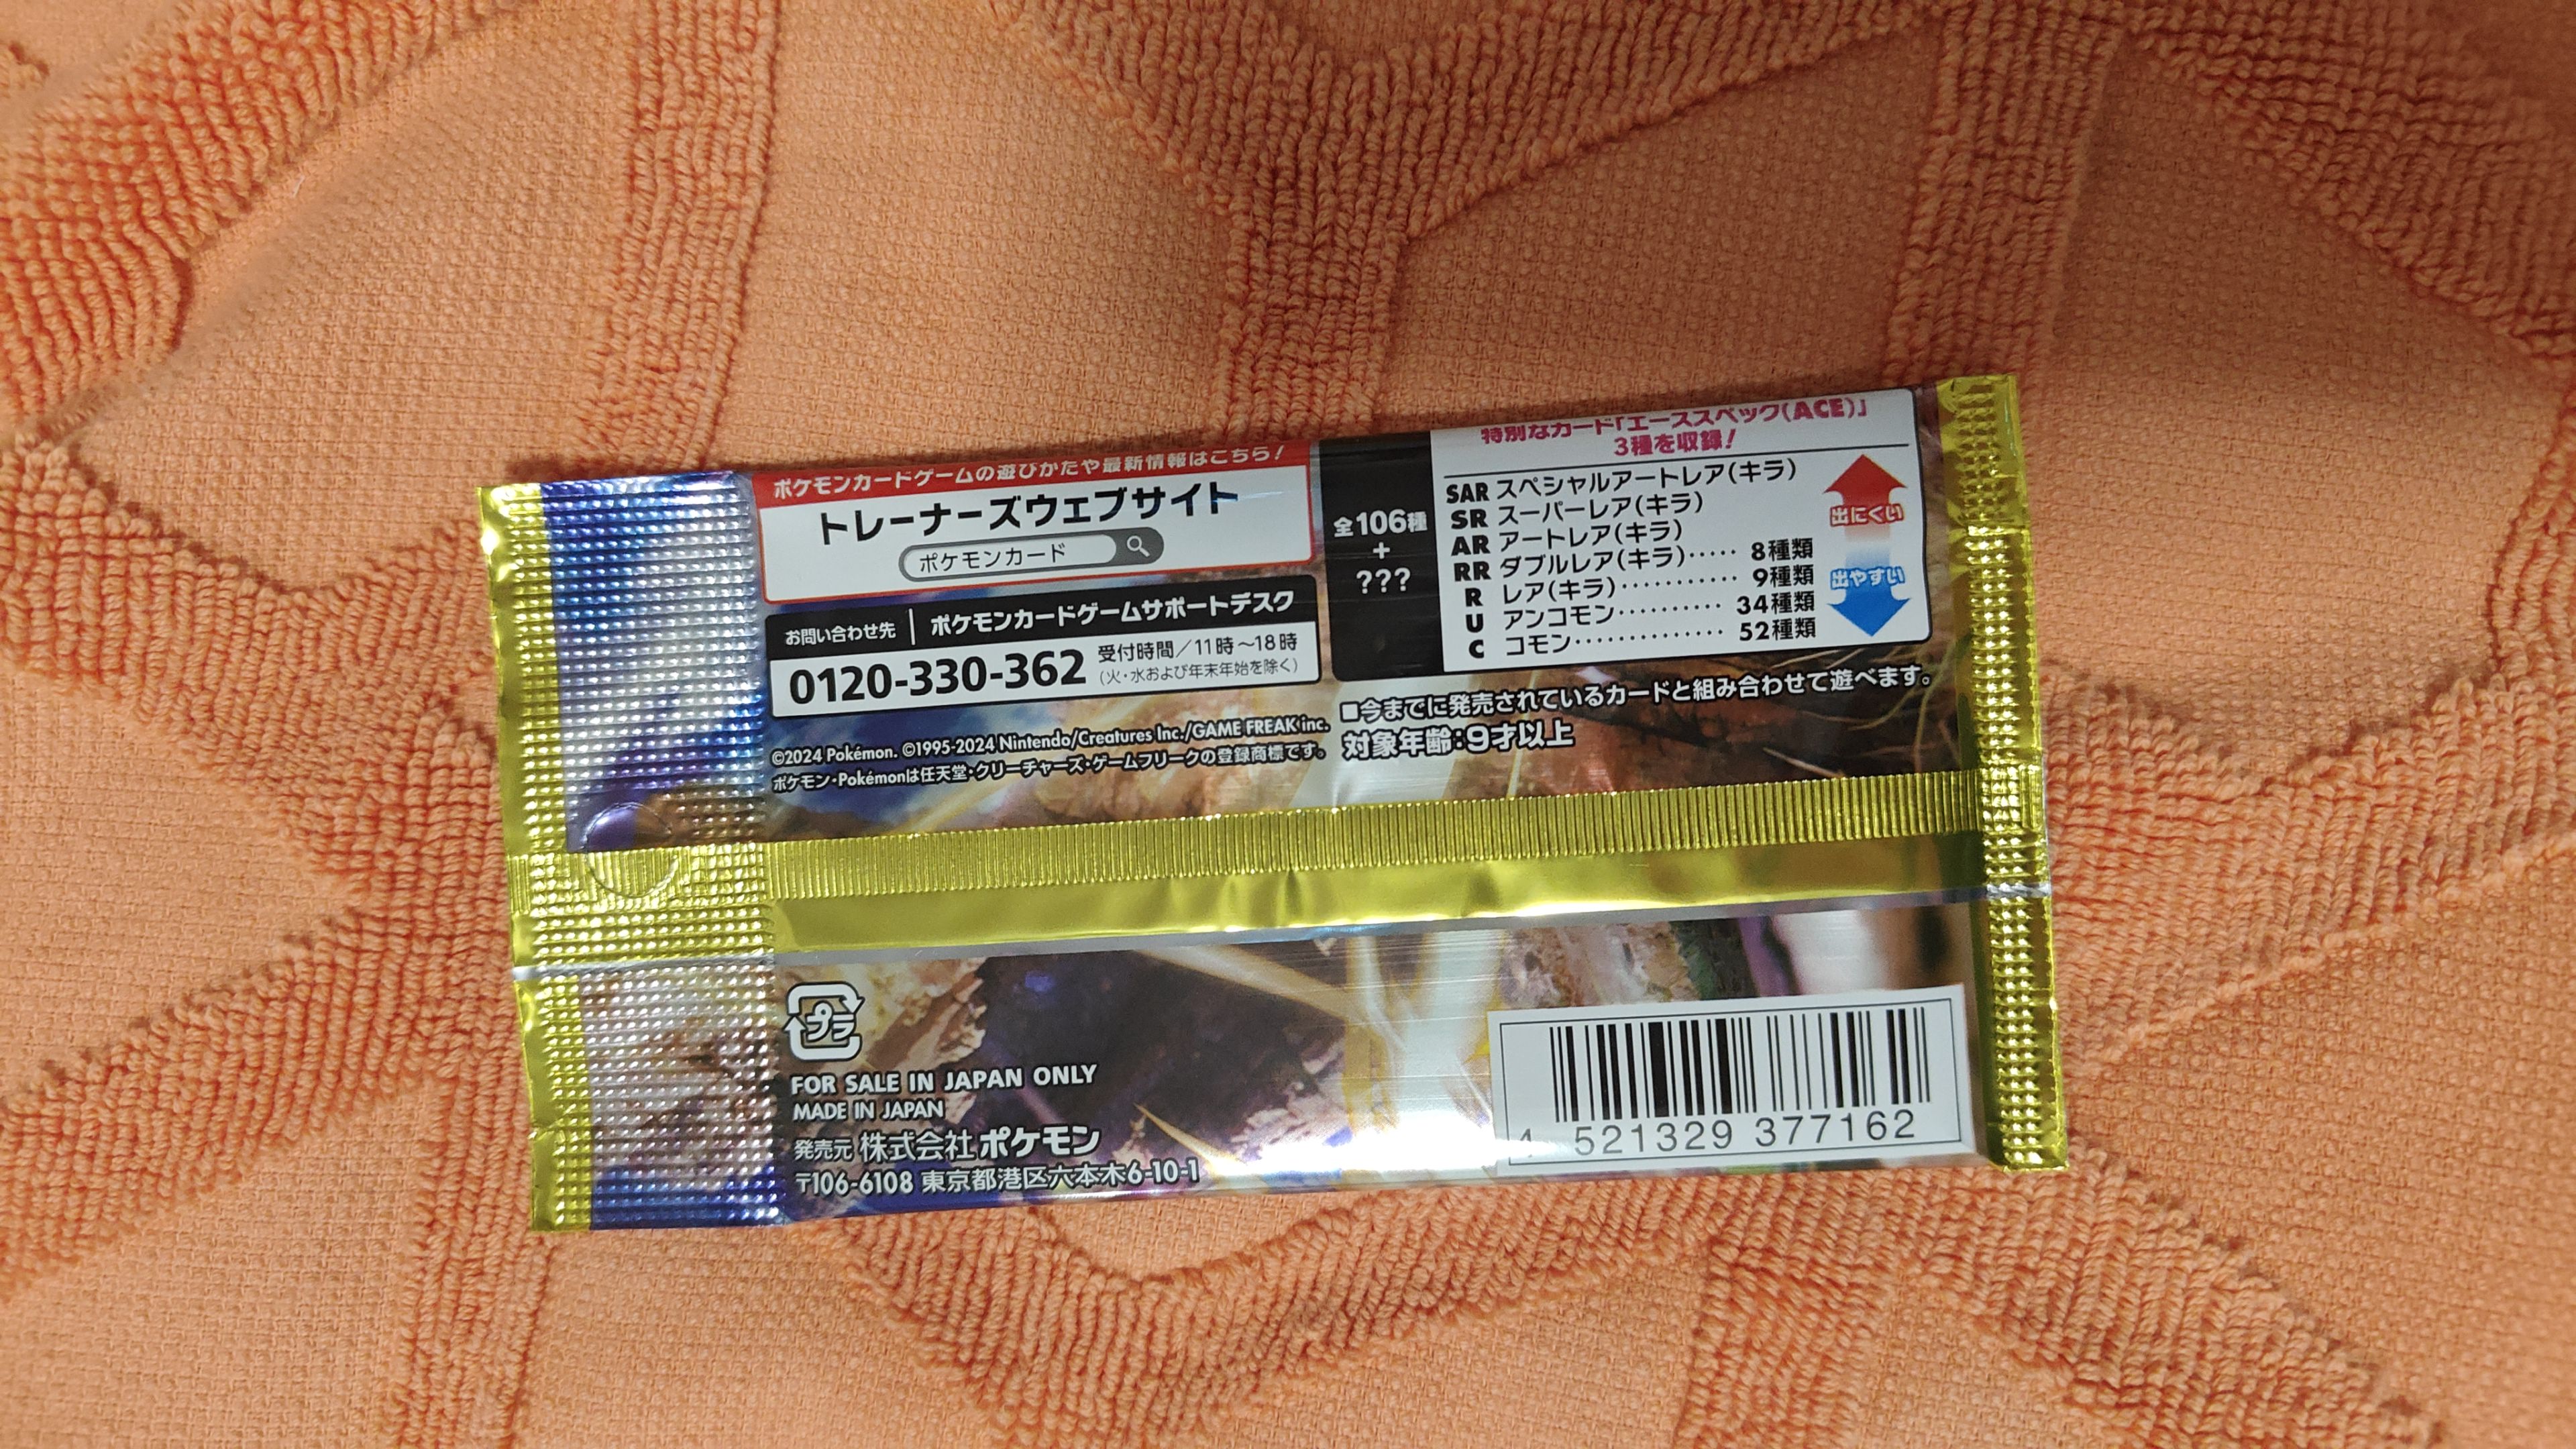 ポケモンカードゲームの遊びかたや最新情報はこちら!
トレーナーズウェブサイト
ポケモンカード
お問い合わせ先 ポケモンカードゲームサポートデスク
0120-330-362 受付時間/11時~18時
(火・水および年末年始を除く)
©2024 Pokémon. ©1995-2024 Nintendo/Creatures Inc./GAME FREAK inc.
ポケモン・Pokémonは任天堂・クリーチャーズ・ゲームフリークの登録商標です。
全106種
+
???
特別なカード「エーススペック(ACE)」
3種を収録!
SAR スペシャルアートレア(キラ)
SR スーパーレア(キラ)
AR アートレア(キラ)
RR ダブルレア(キラ)····· 8種類
R レア(キラ)··········· 9種類
U アンコモン·········· 34種類
C コモン·············· 52種類
出にくい
出やすい
■今までに発売されているカードと組み合わせて遊べます。
対象年齢:9才以上
プラ
FOR SALE IN JAPAN ONLY
MADE IN JAPAN
発売元 株式会社ポケモン
〒106-6108 東京都港区六本木6-10-1
4 521329 377162